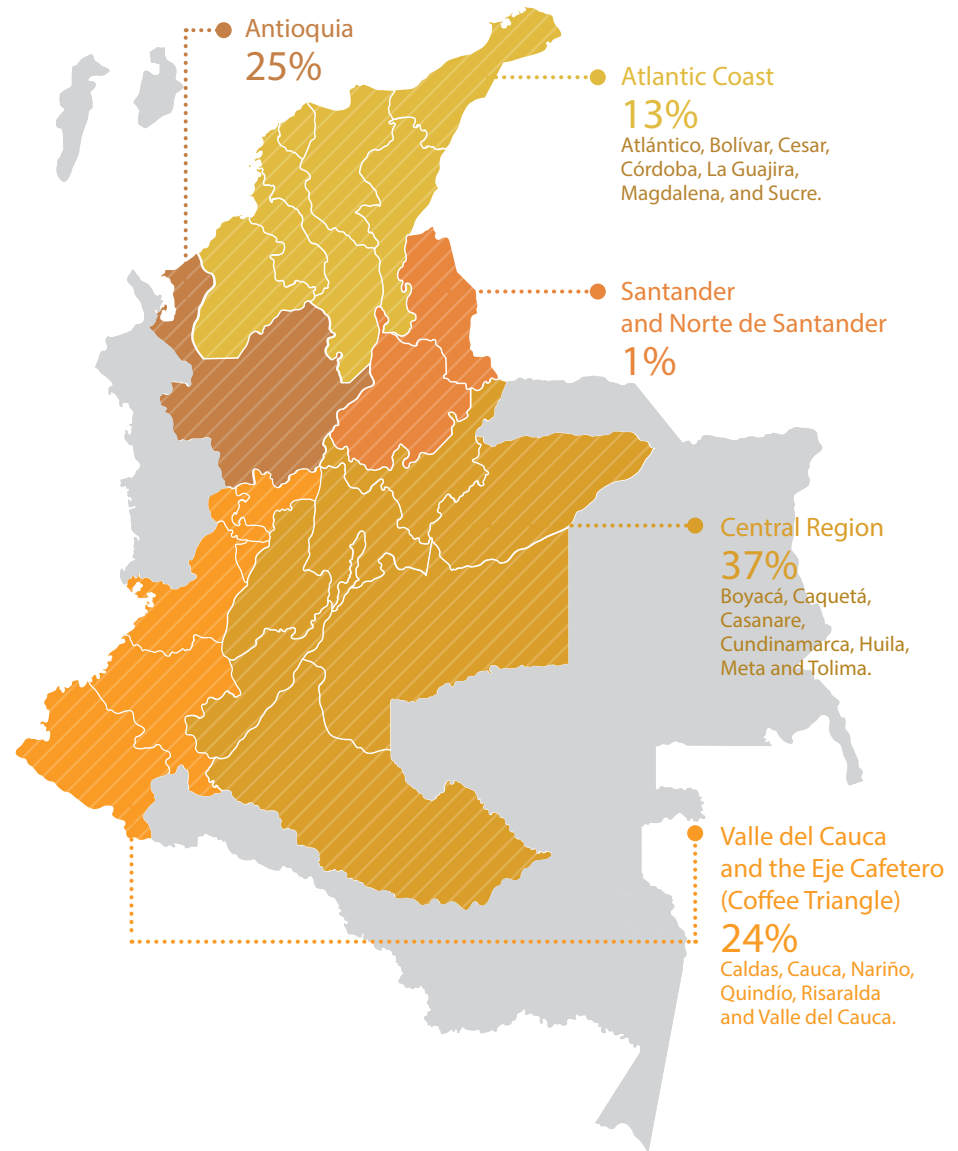 Antioquia
25%
Atlantic Coast
13%
Atlántico, Bolívar, Cesar,
Córdoba, La Guajira,
Magdalena, and Sucre.
Santander
and Norte de Santander
1%
Central Region
37%
Boyacá, Caquetá,
Casanare,
Cundinamarca, Huila,
Meta and Tolima.
Valle del Cauca
and the Eje Cafetero
(Coffee Triangle)
24%
Caldas, Cauca, Nariño,
Quindío, Risaralda
and Valle del Cauca.